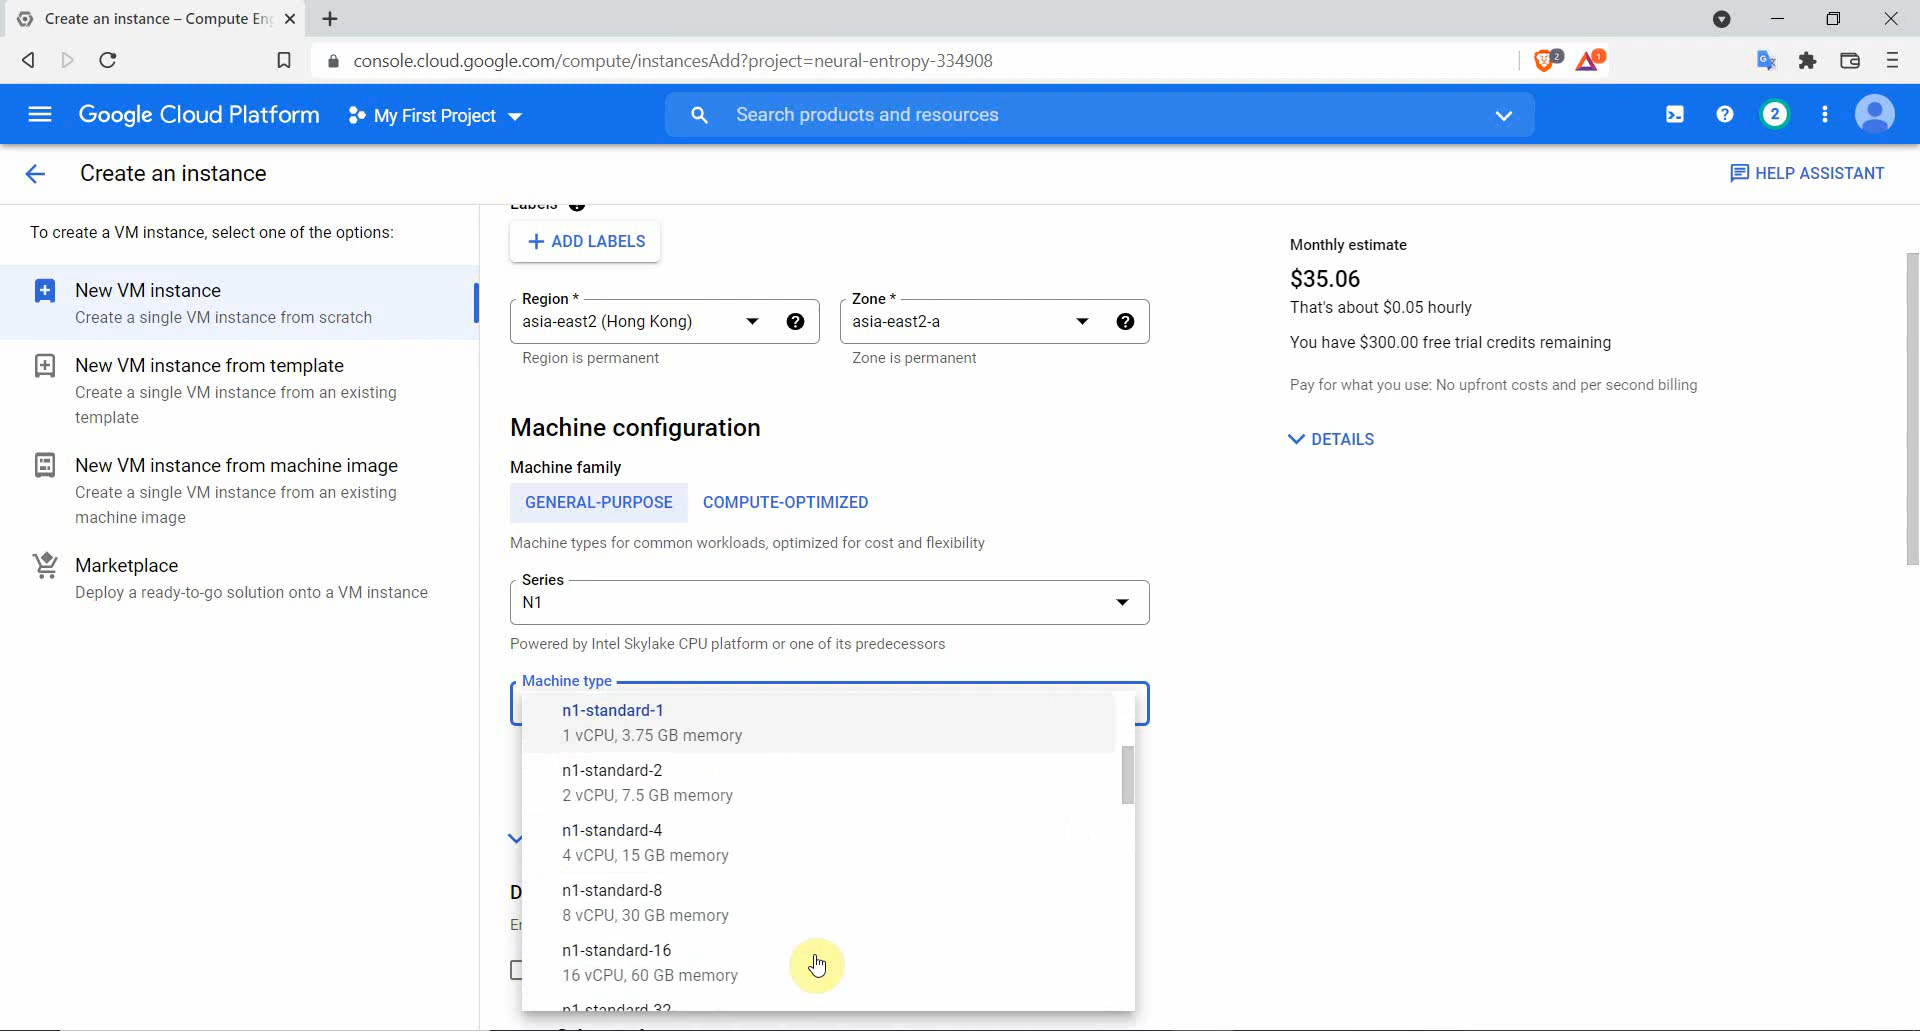 Create an instance – Compute En
console.cloud.google.com/compute/instancesAdd?project=neural-entropy-334908
2
1
Google Cloud Platform
My First Project
Search products and resources
2
Create an instance
HELP ASSISTANT
To create a VM instance, select one of the options:
New VM instance
Create a single VM instance from scratch
New VM instance from template
Create a single VM instance from an existing
template
New VM instance from machine image
Create a single VM instance from an existing
machine image
Marketplace
Deploy a ready-to-go solution onto a VM instance
Labels
ADD LABELS
Region *
asia-east2 (Hong Kong)
Region is permanent
Zone *
asia-east2-a
Zone is permanent
Machine configuration
Machine family
GENERAL-PURPOSE
COMPUTE-OPTIMIZED
Machine types for common workloads, optimized for cost and flexibility
Series
N1
Powered by Intel Skylake CPU platform or one of its predecessors
Machine type
n1-standard-1
1 vCPU, 3.75 GB memory
n1-standard-2
2 vCPU, 7.5 GB memory
n1-standard-4
4 vCPU, 15 GB memory
n1-standard-8
8 vCPU, 30 GB memory
n1-standard-16
16 vCPU, 60 GB memory
n1-standard-32
D
En
Monthly estimate
$35.06
That's about $0.05 hourly
You have $300.00 free trial credits remaining
Pay for what you use: No upfront costs and per second billing
DETAILS